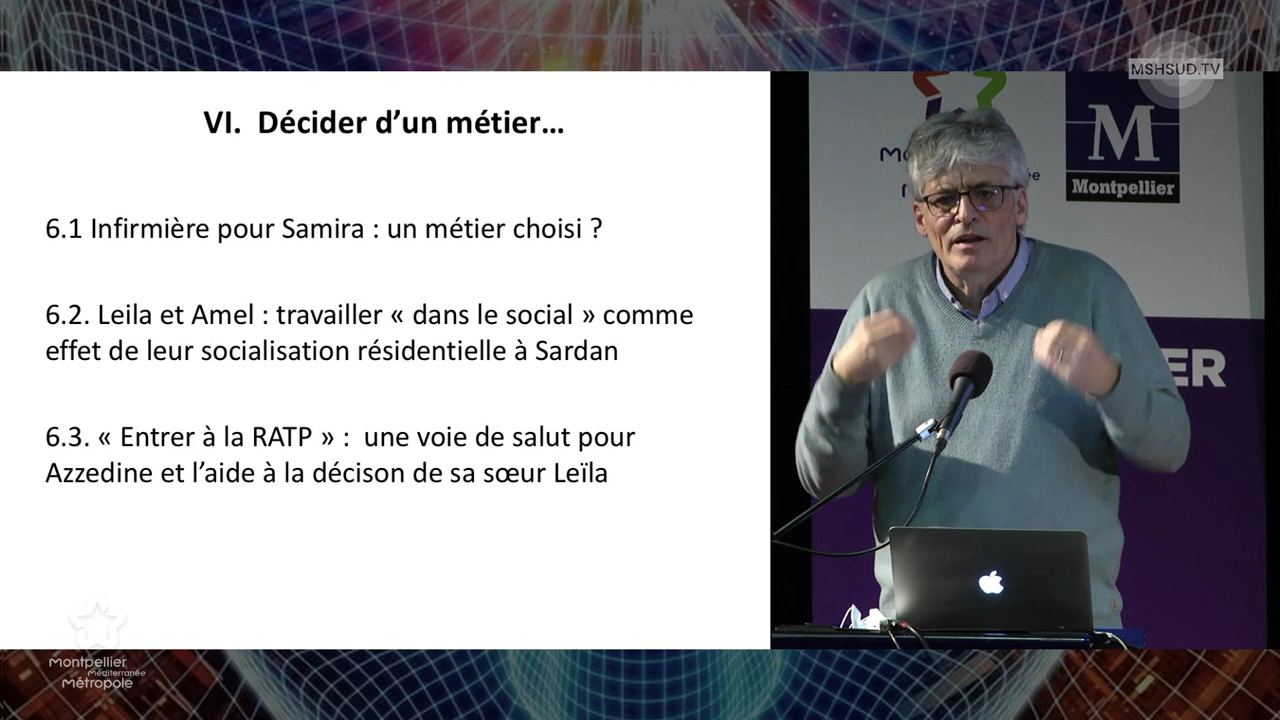 MSHSUD.TV
VI. Décider d’un métier…
6.1 Infirmière pour Samira : un métier choisi ?
6.2. Leila et Amel : travailler « dans le social » comme
effet de leur socialisation résidentielle à Sardan
6.3. « Entrer à la RATP » : une voie de salut pour
Azzedine et l’aide à la décison de sa sœur Leïla
M
Montpellier
ER
Montpellier
Méditerranée
Métropole